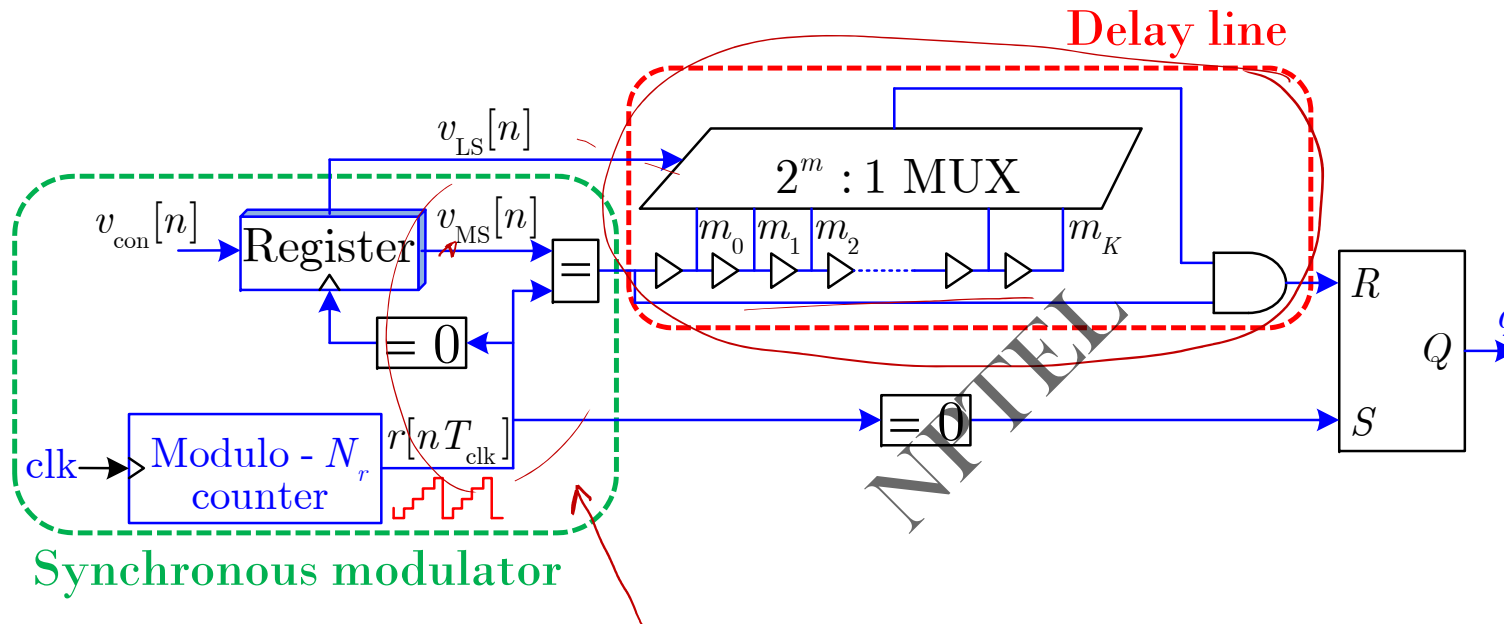 Delay line
v_LS[n]
2^m : 1 MUX
v_con[n]
Register
v_MS[n]
=
m_0 m_1 m_2 m_K
R
= 0
Q
r[nT_clk]
= 0
S
clk
Modulo - N_r
counter
NPTEL
Synchronous modulator